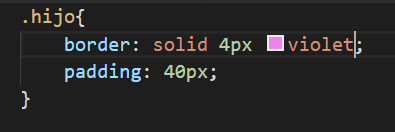 .hijo{
    border: solid 4px violet;
    padding: 40px;
}